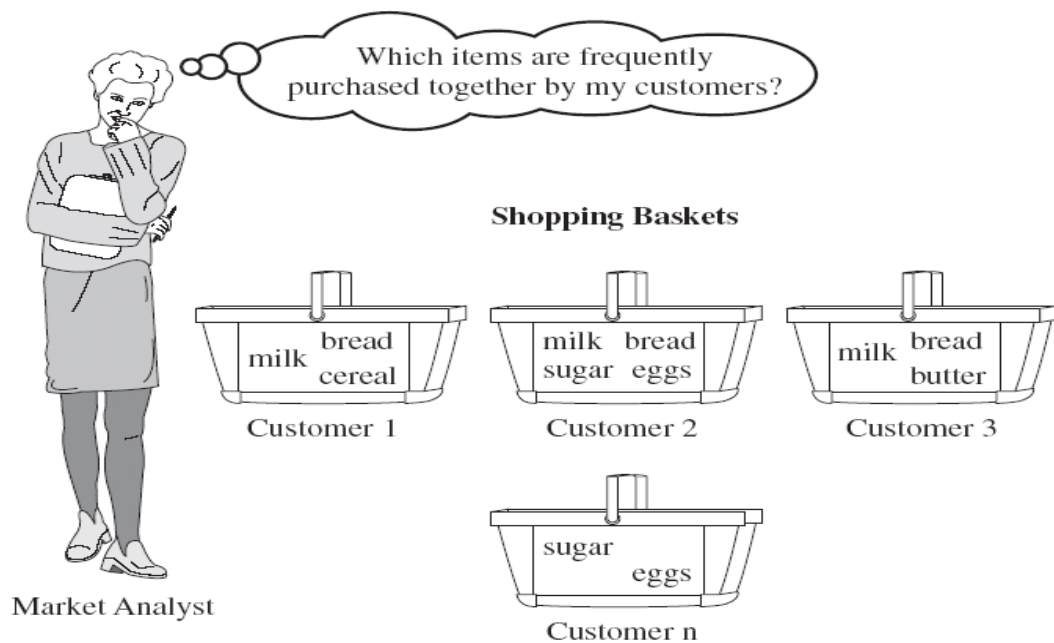 Which items are frequently
purchased together by my customers?
Shopping Baskets
milk bread
cereal
Customer 1
milk bread
sugar eggs
Customer 2
milk bread
butter
Customer 3
sugar
eggs
Customer n
Market Analyst